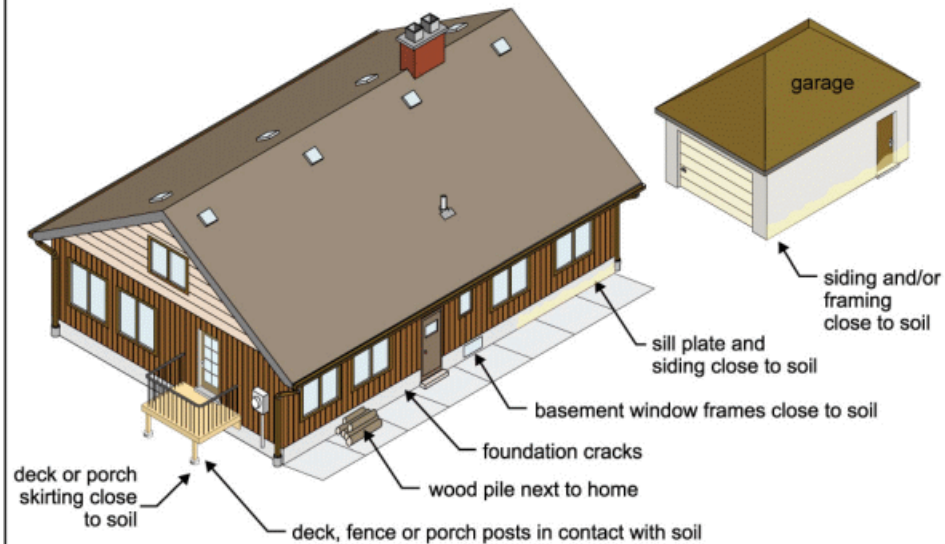 garage
siding and/or
framing
close to soil
sill plate and
siding close to soil
basement window frames close to soil
foundation cracks
wood pile next to home
deck or porch
skirting close
to soil
deck, fence or porch posts in contact with soil